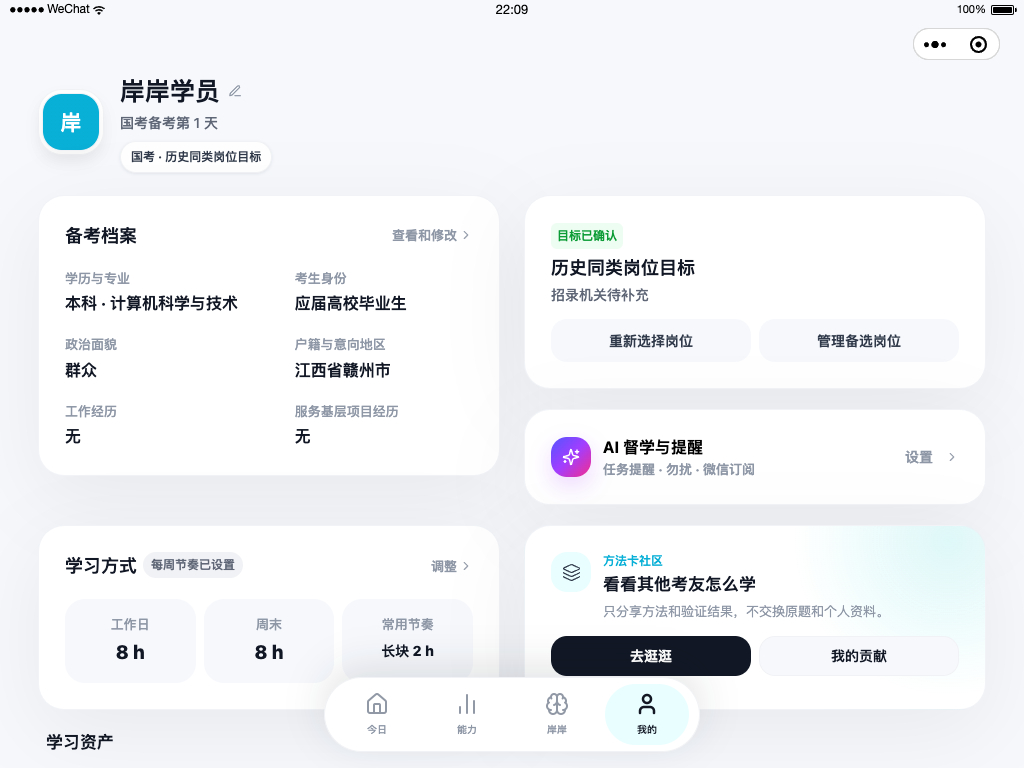 WeChat
22:09
100%
岸
岸岸学员
国考备考第 1 天
国考 · 历史同类岗位目标
备考档案
查看和修改
学历与专业
本科 · 计算机科学与技术
考生身份
应届高校毕业生
政治面貌
群众
户籍与意向地区
江西省赣州市
工作经历
无
服务基层项目经历
无
目标已确认
历史同类岗位目标
招录机关待补充
重新选择岗位
管理备选岗位
AI 督学与提醒
任务提醒 · 勿扰 · 微信订阅
设置
学习方式
每周节奏已设置
调整
工作日
8 h
周末
8 h
常用节奏
长块 2 h
方法卡社区
看看其他考友怎么学
只分享方法和验证结果，不交换原题和个人资料。
去逛逛
我的贡献
学习资产
今日
能力
岸岸
我的